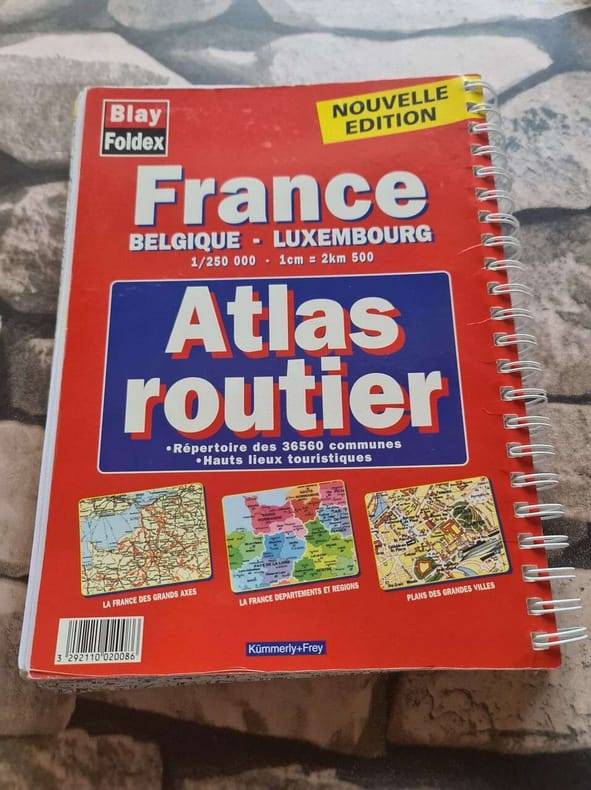 Blay
Foldex
NOUVELLE
EDITION
France
BELGIQUE - LUXEMBOURG
1/250 000 · 1cm = 2km 500
Atlas
routier
•Répertoire des 36560 communes
•Hauts lieux touristiques
LA FRANCE DES GRANDS AXES
LA FRANCE DEPARTEMENTS ET REGIONS
PLANS DES GRANDES VILLES
3 292110 020086
Kümmerly+Frey